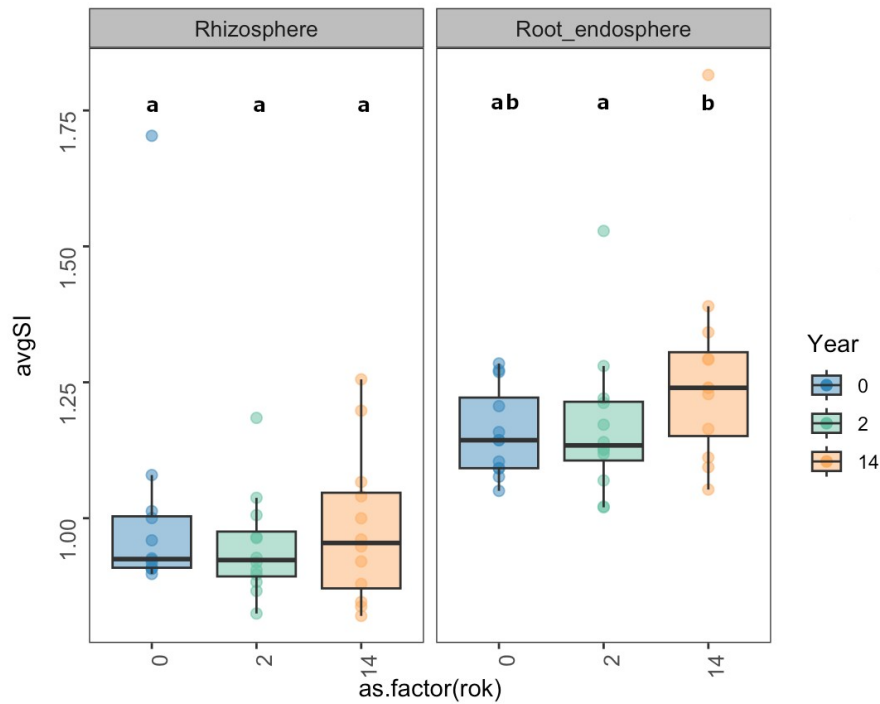 Rhizosphere
Root_endosphere
a a a
ab a b
1.75
1.50
1.25
1.00
avgSI
0 2 14
0 2 14
as.factor(rok)
Year
0
2
14